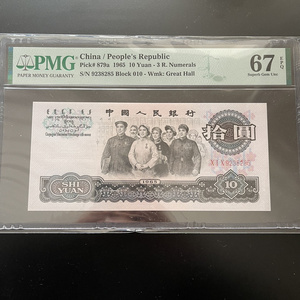 PMG
PAPER MONEY GUARANTY
China / People's Republic
Pick# 879a 1965 10 Yuan - 3 R. Numerals
S/N 9238285 Block 010 - Wmk: Great Hall
67 EPQ
Superb Gem Unc
中国人民银行
拾圆
SHI
YUAN
1965
10